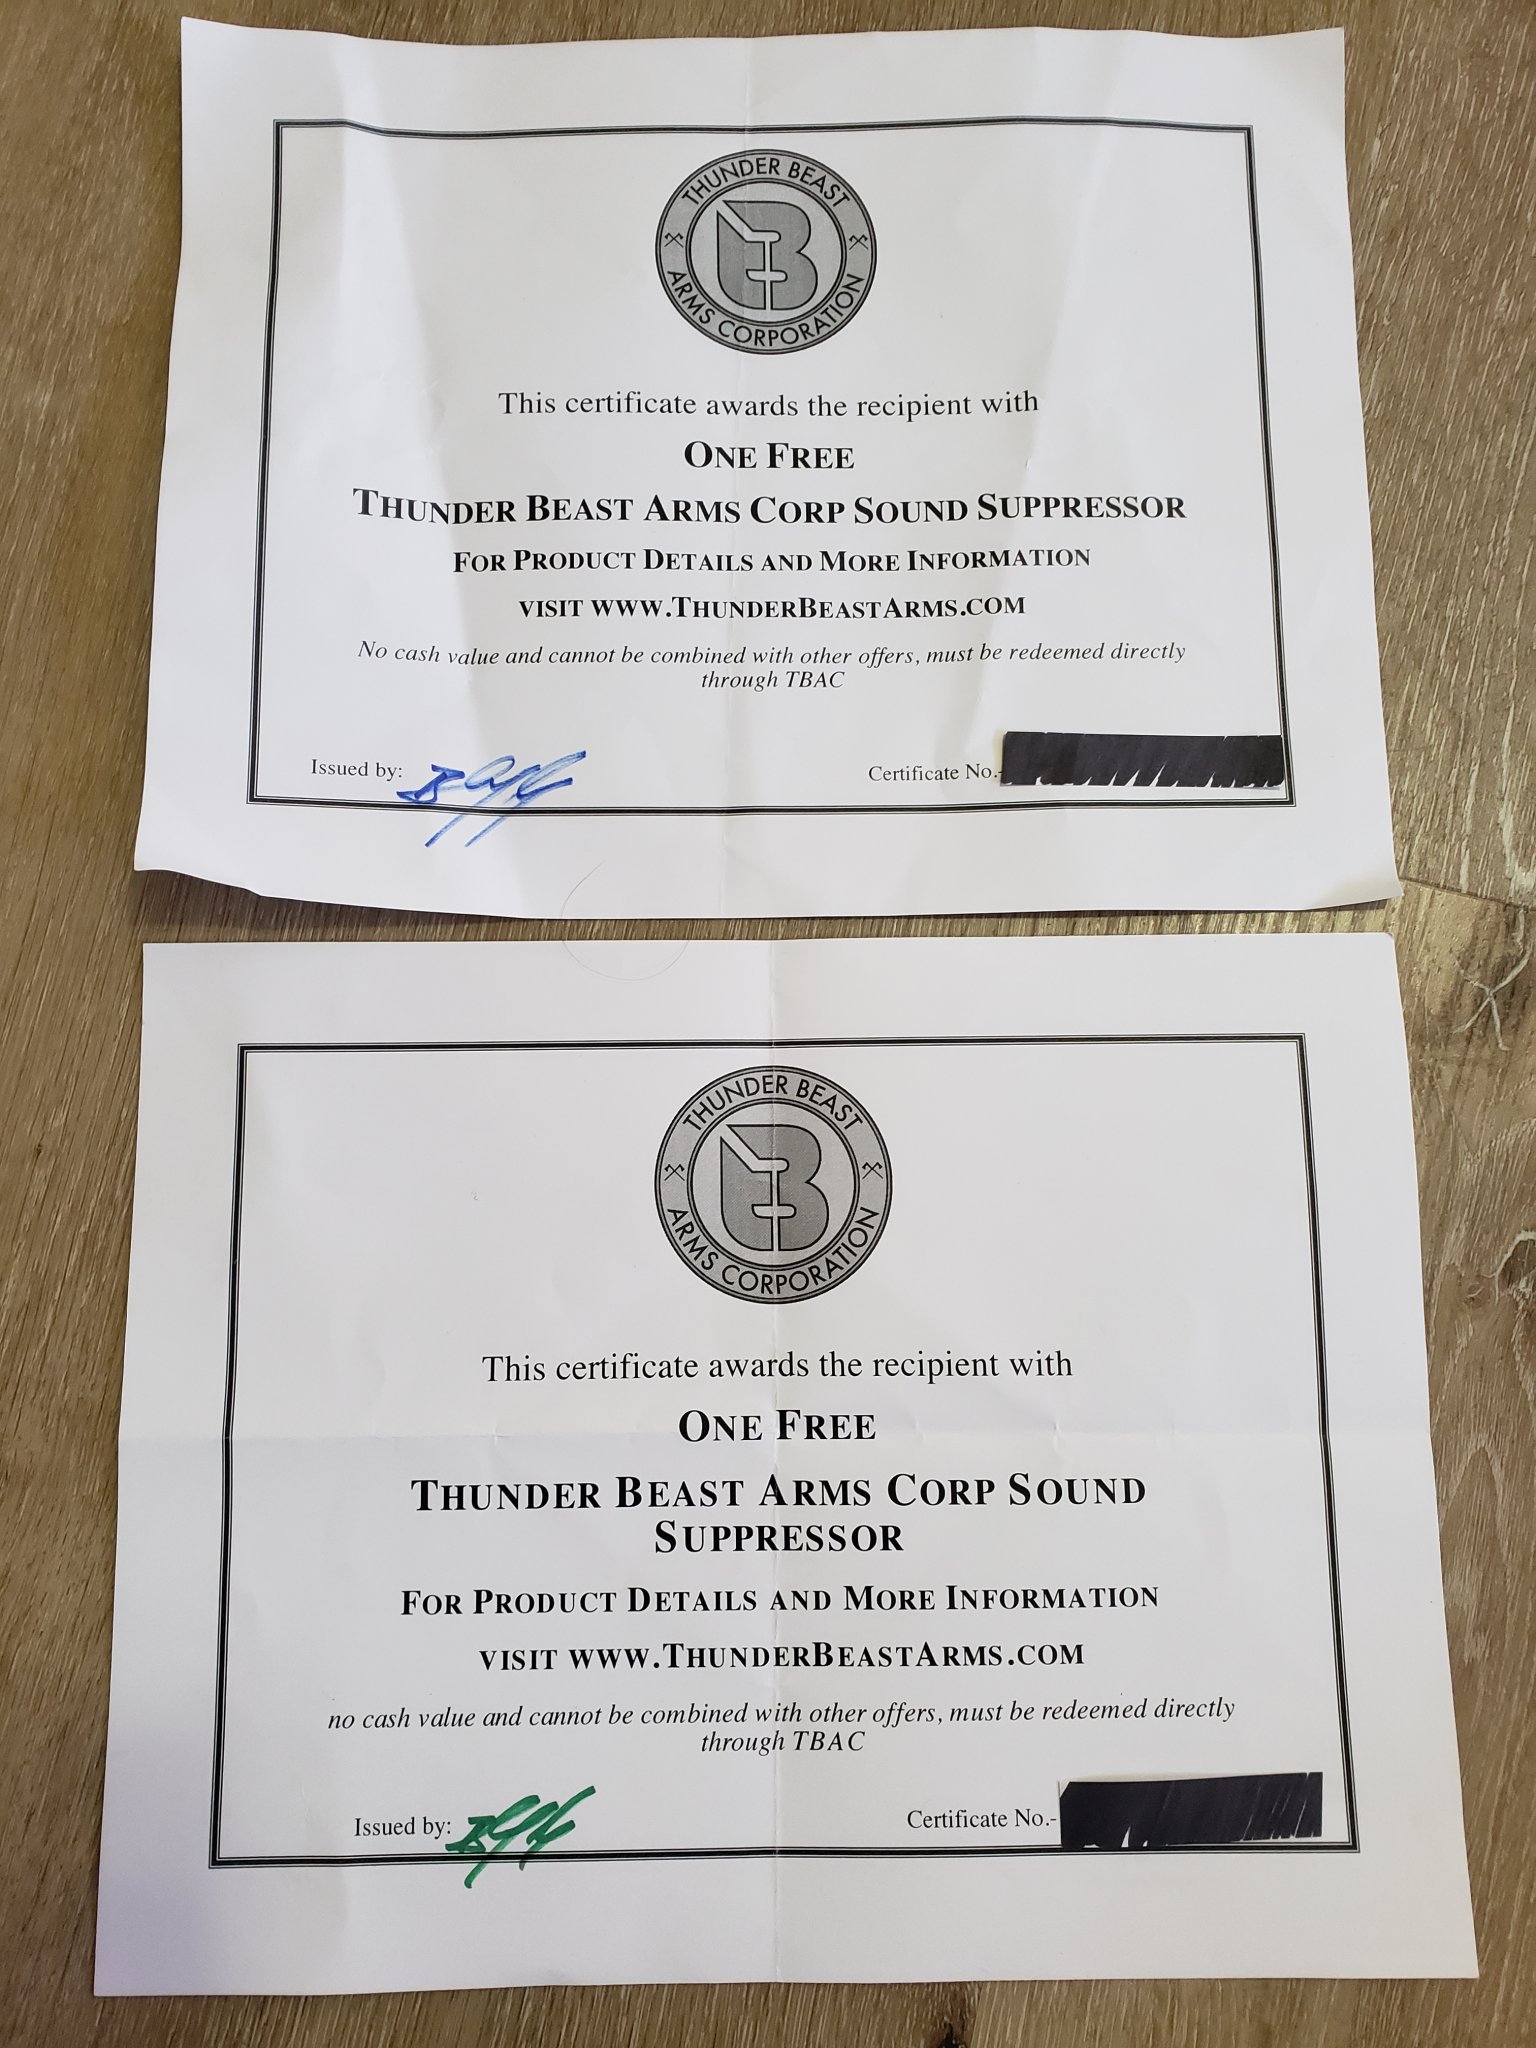 THUNDER BEAST
ARMS CORPORATION
This certificate awards the recipient with
ONE FREE
THUNDER BEAST ARMS CORP SOUND SUPPRESSOR
FOR PRODUCT DETAILS AND MORE INFORMATION
VISIT WWW.THUNDERBEASTARMS.COM
No cash value and cannot be combined with other offers, must be redeemed directly
through TBAC
Issued by:
Certificate No.-
THUNDER BEAST
ARMS CORPORATION
This certificate awards the recipient with
ONE FREE
THUNDER BEAST ARMS CORP SOUND
SUPPRESSOR
FOR PRODUCT DETAILS AND MORE INFORMATION
VISIT WWW.THUNDERBEASTARMS.COM
no cash value and cannot be combined with other offers, must be redeemed directly
through TBAC
Issued by:
Certificate No.-